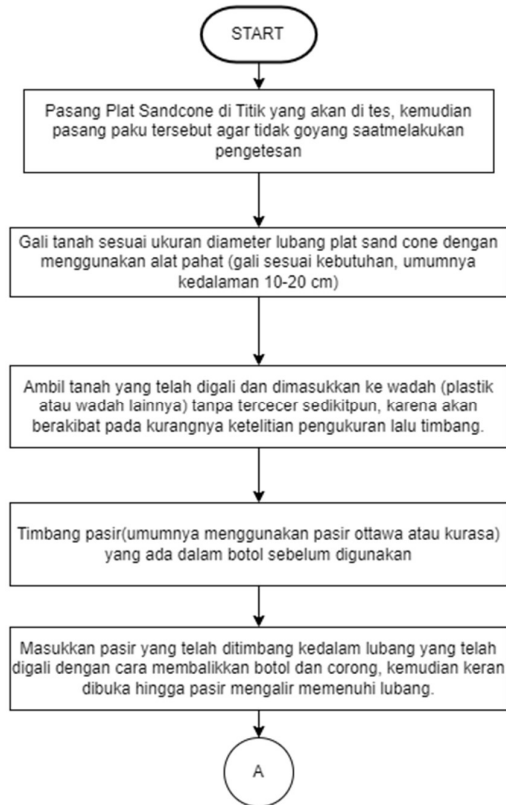 START
Pasang Plat Sandcone di Titik yang akan di tes, kemudian
pasang paku tersebut agar tidak goyang saatmelakukan
pengetesan
Gali tanah sesuai ukuran diameter lubang plat sand cone dengan
menggunakan alat pahat (gali sesuai kebutuhan, umumnya
kedalaman 10-20 cm)
Ambil tanah yang telah digali dan dimasukkan ke wadah (plastik
atau wadah lainnya) tanpa tercecer sedikitpun, karena akan
berakibat pada kurangnya ketelitian pengukuran lalu timbang.
Timbang pasir(umumnya menggunakan pasir ottawa atau kurasa)
yang ada dalam botol sebelum digunakan
Masukkan pasir yang telah ditimbang kedalam lubang yang telah
digali dengan cara membalikkan botol dan corong, kemudian keran
dibuka hingga pasir mengalir memenuhi lubang.
A